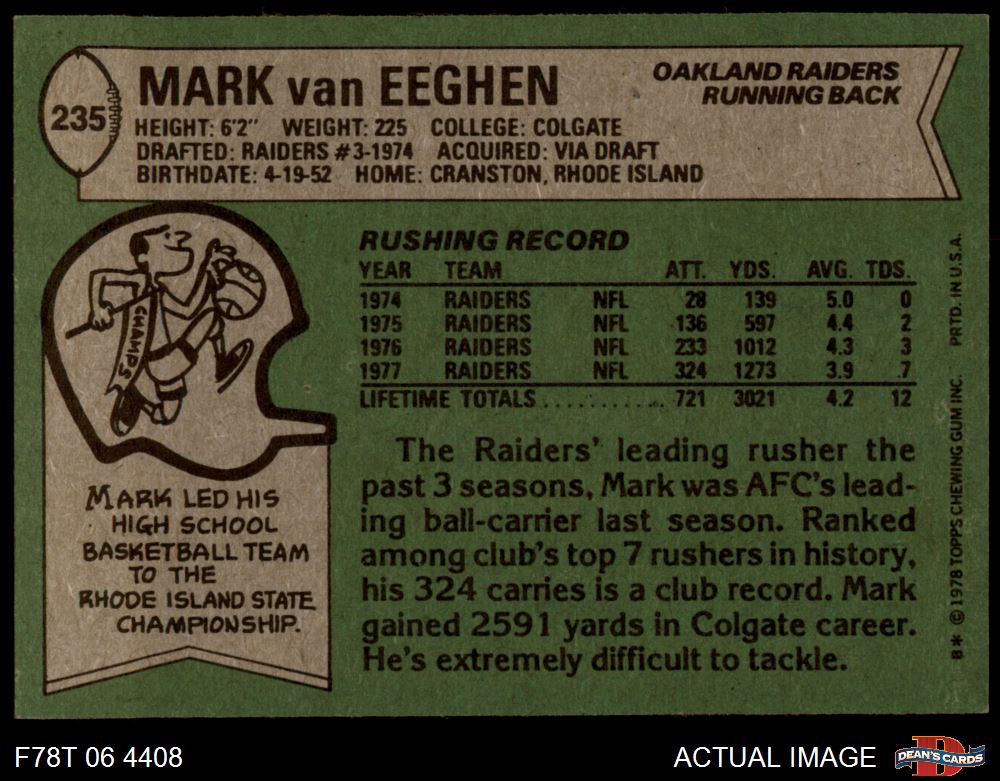 235
MARK van EEGHEN
OAKLAND RAIDERS
RUNNING BACK
HEIGHT: 6'2" WEIGHT: 225 COLLEGE: COLGATE
DRAFTED: RAIDERS #3-1974 ACQUIRED: VIA DRAFT
BIRTHDATE: 4-19-52 HOME: CRANSTON, RHODE ISLAND
CHAMPS
MARK LED HIS
HIGH SCHOOL
BASKETBALL TEAM
TO THE
RHODE ISLAND STATE
CHAMPIONSHIP.
RUSHING RECORD
YEAR TEAM ATT. YDS. AVG. TDS.
1974 RAIDERS NFL 28 139 5.0 0
1975 RAIDERS NFL 136 597 4.4 2
1976 RAIDERS NFL 233 1012 4.3 3
1977 RAIDERS NFL 324 1273 3.9 7
LIFETIME TOTALS............ 721 3021 4.2 12
The Raiders' leading rusher the
past 3 seasons, Mark was AFC's lead-
ing ball-carrier last season. Ranked
among club's top 7 rushers in history,
his 324 carries is a club record. Mark
gained 2591 yards in Colgate career.
He's extremely difficult to tackle.
B* © 1978 TOPPS CHEWING GUM INC. PRTD. IN U.S.A.
F78T 06 4408
ACTUAL IMAGE
D
DEAN'S CARDS